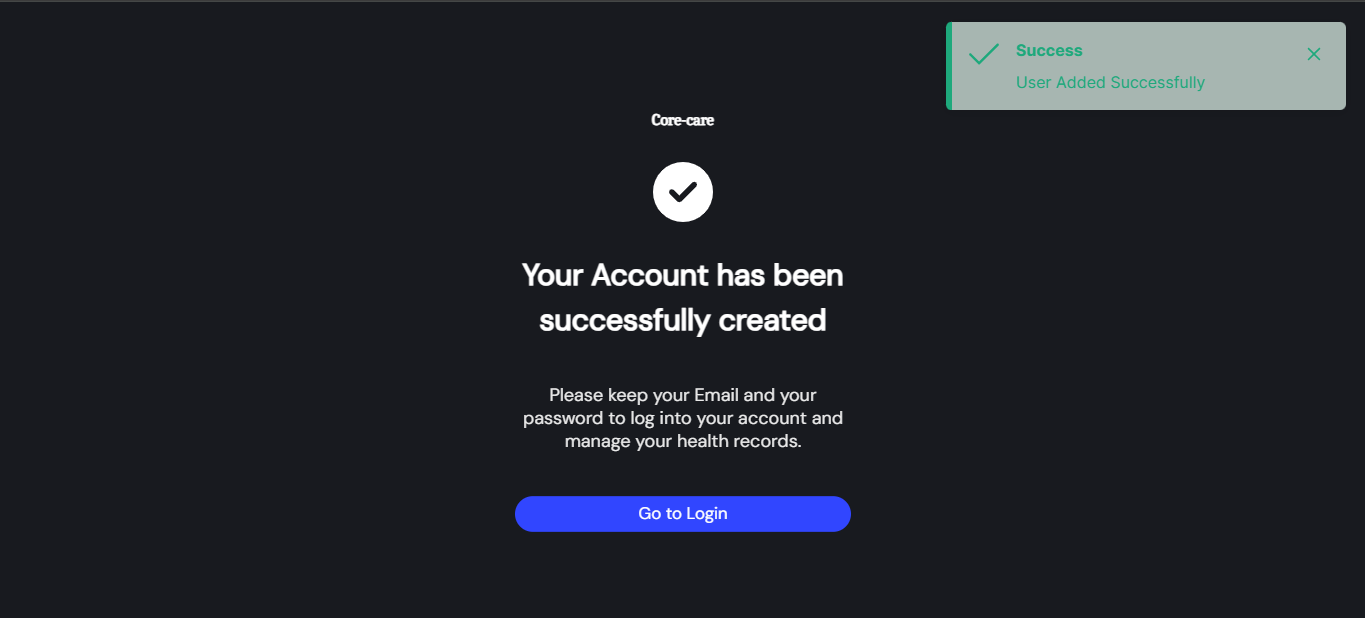 Success
User Added Successfully
Core-care
Your Account has been
successfully created
Please keep your Email and your
password to log into your account and
manage your health records.
Go to Login